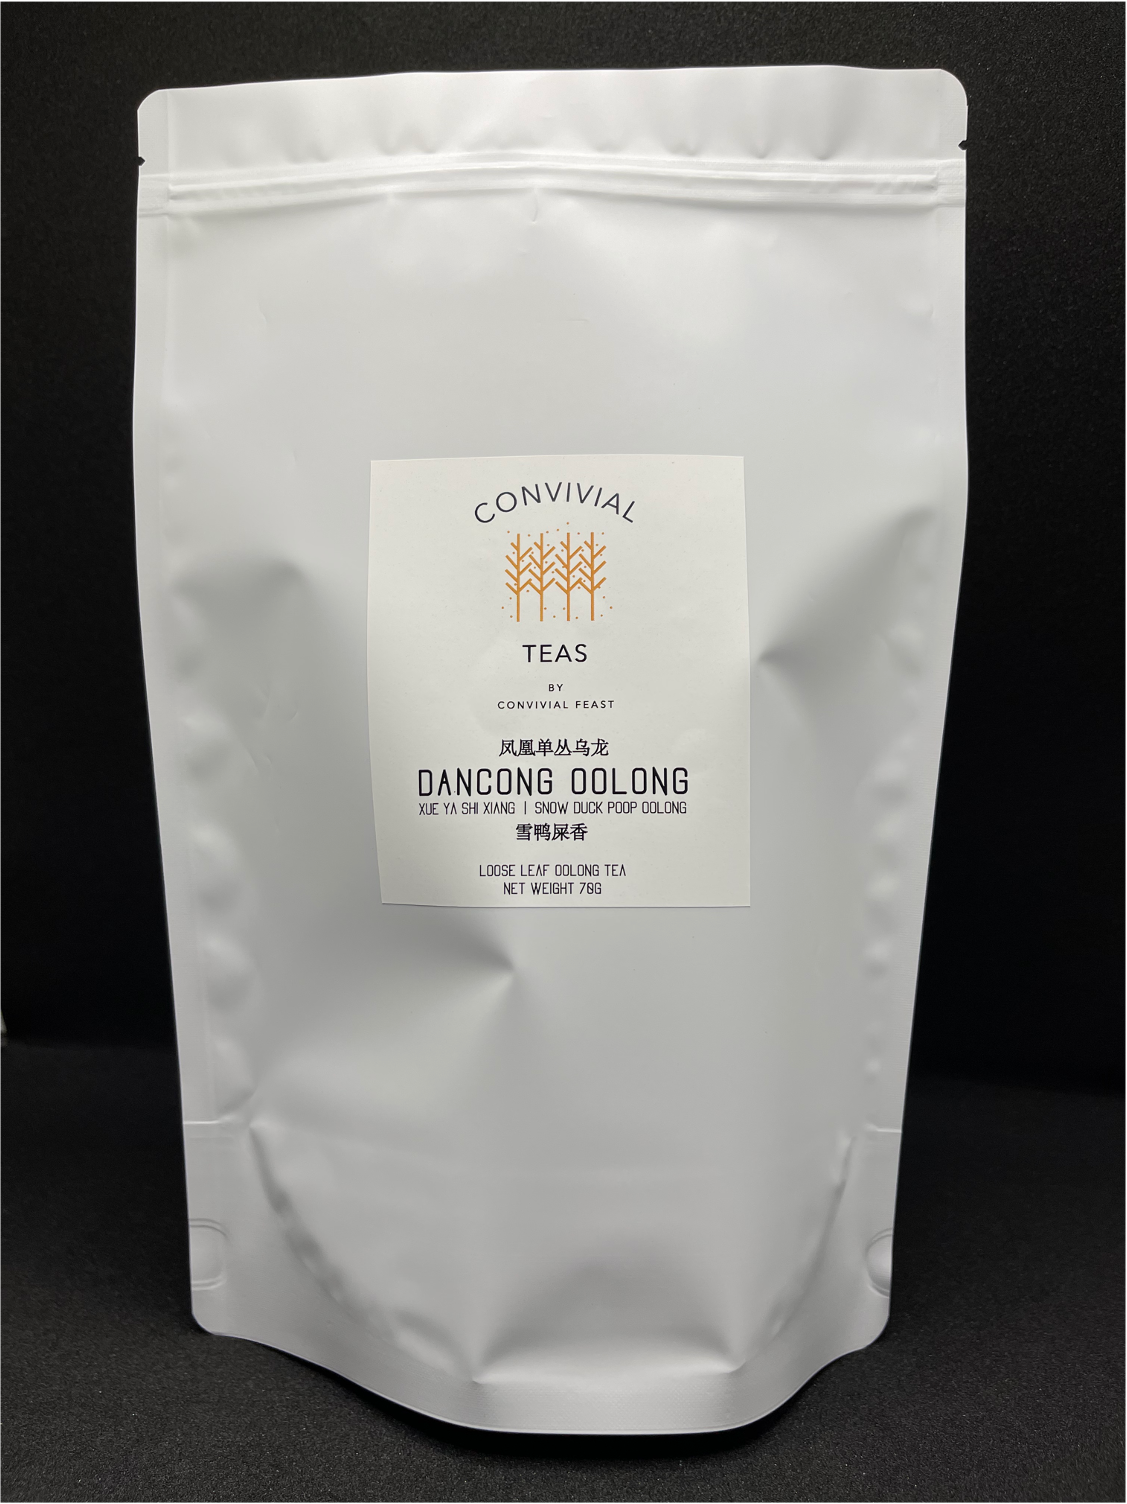 CONVIVIAL
TEAS
BY
CONVIVIAL FEAST
凤凰单丛乌龙
DANCONG OOLONG
XUE YA SHI XIANG | SNOW DUCK POOP OOLONG
雪鸭屎香
LOOSE LEAF OOLONG TEA
NET WEIGHT 70G